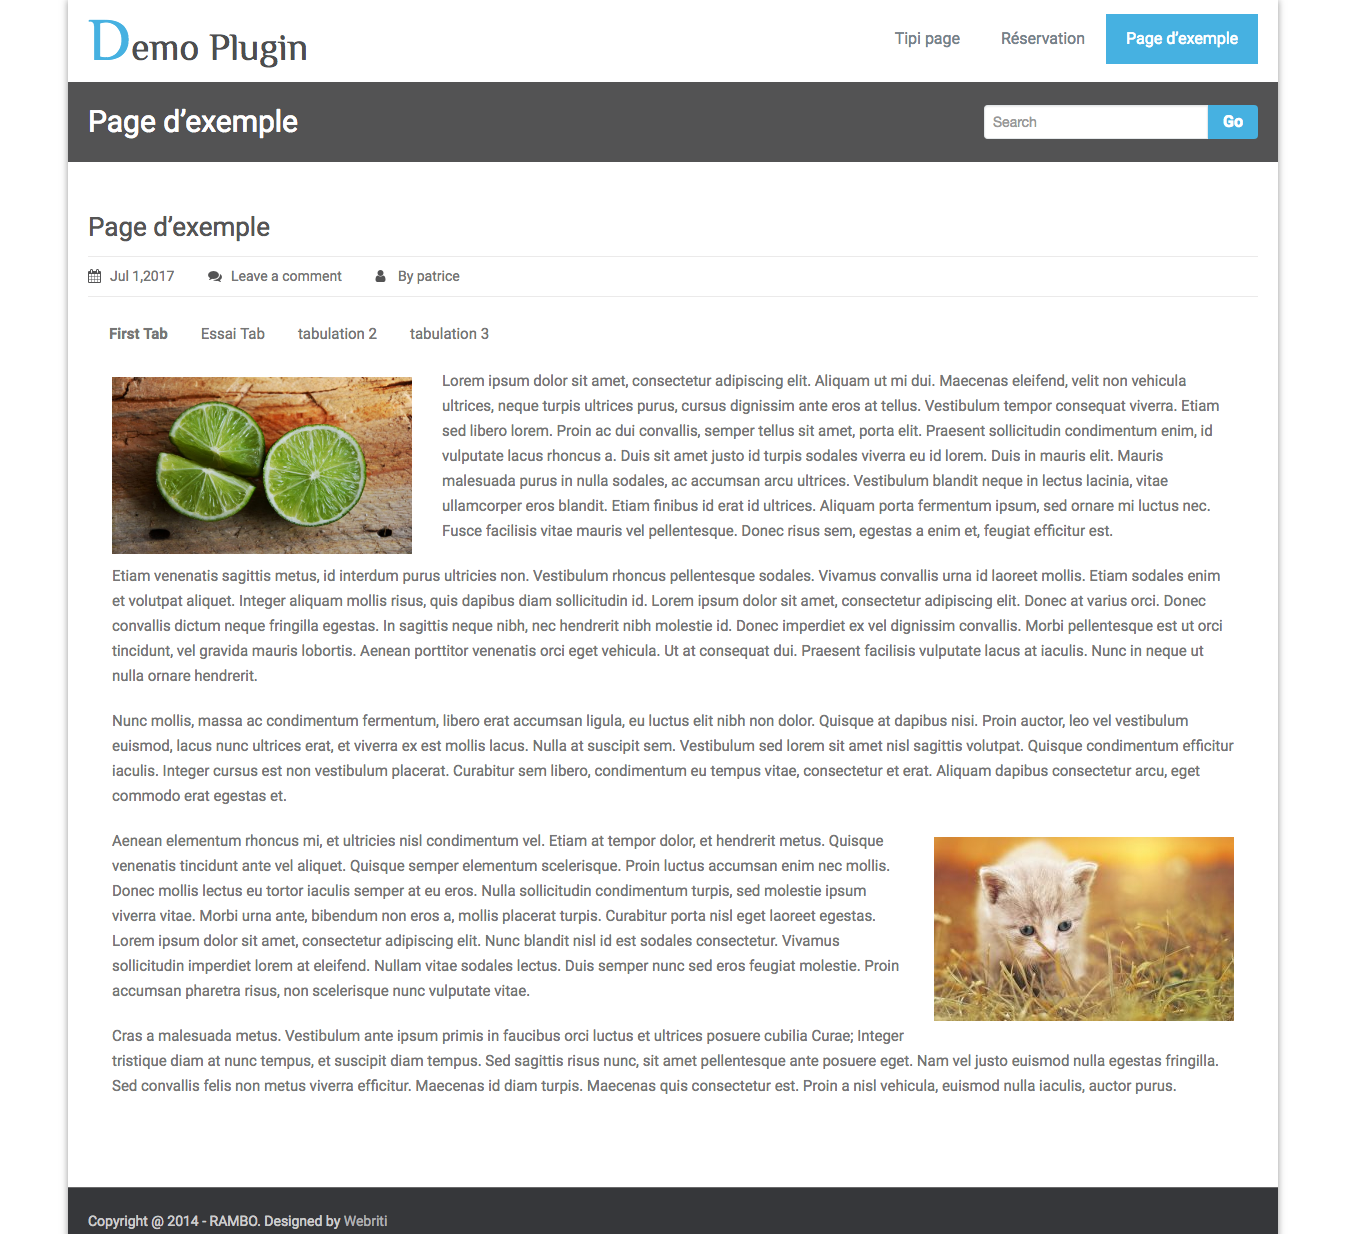 Demo Plugin
Tipi page
Réservation
Page d’exemple
Page d’exemple
Search
Go
Page d’exemple
Jul 1,2017
Leave a comment
By patrice
First Tab
Essai Tab
tabulation 2
tabulation 3
Lorem ipsum dolor sit amet, consectetur adipiscing elit. Aliquam ut mi dui. Maecenas eleifend, velit non vehicula
ultrices, neque turpis ultrices purus, cursus dignissim ante eros at tellus. Vestibulum tempor consequat viverra. Etiam
sed libero lorem. Proin ac dui convallis, semper tellus sit amet, porta elit. Praesent sollicitudin condimentum enim, id
vulputate lacus rhoncus a. Duis sit amet justo id turpis sodales viverra eu id lorem. Duis in mauris elit. Mauris
malesuada purus in nulla sodales, ac accumsan arcu ultrices. Vestibulum blandit neque in lectus lacinia, vitae
ullamcorper eros blandit. Etiam finibus id erat id ultrices. Aliquam porta fermentum ipsum, sed ornare mi luctus nec.
Fusce facilisis vitae mauris vel pellentesque. Donec risus sem, egestas a enim et, feugiat efficitur est.
Etiam venenatis sagittis metus, id interdum purus ultricies non. Vestibulum rhoncus pellentesque sodales. Vivamus convallis urna id laoreet mollis. Etiam sodales enim
et volutpat aliquet. Integer aliquam mollis risus, quis dapibus diam sollicitudin id. Lorem ipsum dolor sit amet, consectetur adipiscing elit. Donec at varius orci. Donec
convallis dictum neque fringilla egestas. In sagittis neque nibh, nec hendrerit nibh molestie id. Donec imperdiet ex vel dignissim convallis. Morbi pellentesque est ut orci
tincidunt, vel gravida mauris lobortis. Aenean porttitor venenatis orci eget vehicula. Ut at consequat dui. Praesent facilisis vulputate lacus at iaculis. Nunc in neque ut
nulla ornare hendrerit.
Nunc mollis, massa ac condimentum fermentum, libero erat accumsan ligula, eu luctus elit nibh non dolor. Quisque at dapibus nisi. Proin auctor, leo vel vestibulum
euismod, lacus nunc ultrices erat, et viverra ex est mollis lacus. Nulla at suscipit sem. Vestibulum sed lorem sit amet nisl sagittis volutpat. Quisque condimentum efficitur
iaculis. Integer cursus est non vestibulum placerat. Curabitur sem libero, condimentum eu tempus vitae, consectetur et erat. Aliquam dapibus consectetur arcu, eget
commodo erat egestas et.
Aenean elementum rhoncus mi, et ultricies nisl condimentum vel. Etiam at tempor dolor, et hendrerit metus. Quisque
venenatis tincidunt ante vel aliquet. Quisque semper elementum scelerisque. Proin luctus accumsan enim nec mollis.
Donec mollis lectus eu tortor iaculis semper at eu eros. Nulla sollicitudin condimentum turpis, sed molestie ipsum
viverra vitae. Morbi urna ante, bibendum non eros a, mollis placerat turpis. Curabitur porta nisl eget laoreet egestas.
Lorem ipsum dolor sit amet, consectetur adipiscing elit. Nunc blandit nisl id est sodales consectetur. Vivamus
sollicitudin imperdiet lorem at eleifend. Nullam vitae sodales lectus. Duis semper nunc sed eros feugiat molestie. Proin
accumsan pharetra risus, non scelerisque nunc vulputate vitae.
Cras a malesuada metus. Vestibulum ante ipsum primis in faucibus orci luctus et ultrices posuere cubilia Curae; Integer
tristique diam at nunc tempus, et suscipit diam tempus. Sed sagittis risus nunc, sit amet pellentesque ante posuere eget. Nam vel justo euismod nulla egestas fringilla.
Sed convallis felis non metus viverra efficitur. Maecenas id diam turpis. Maecenas quis consectetur est. Proin a nisl vehicula, euismod nulla iaculis, auctor purus.
Copyright @ 2014 - RAMBO. Designed by Webriti